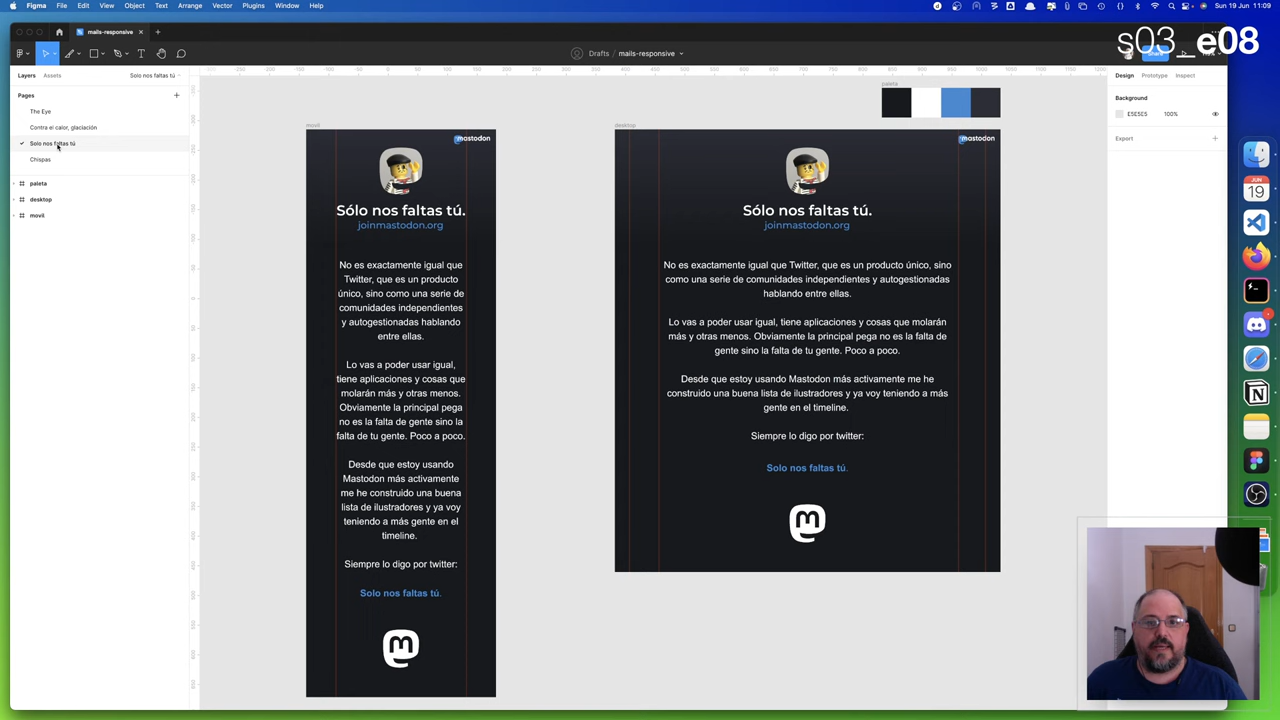 Figma File Edit View Object Text Arrange Vector Plugins Window Help
Sun 19 Jun 11:09
s03 e08
mails-responsive
Drafts / mails-responsive
Layers Assets Solo nos faltas tú
Pages
The Eye
Contra el calor, glaciación
Solo nos faltas tú
Chispas
paleta
desktop
movil
Design Prototype Inspect
Background
E5E5E5 100%
Export
paleta
movil
mastodon
Sólo nos faltas tú.
joinmastodon.org
No es exactamente igual que
Twitter, que es un producto
único, sino como una serie de
comunidades independientes
y autogestionadas hablando
entre ellas.
Lo vas a poder usar igual,
tiene aplicaciones y cosas que
molarán más y otras menos.
Obviamente la principal pega
no es la falta de gente sino la
falta de tu gente. Poco a poco.
Desde que estoy usando
Mastodon más activamente
me he construido una buena
lista de ilustradores y ya voy
teniendo a más gente en el
timeline.
Siempre lo digo por twitter:
Solo nos faltas tú.
desktop
mastodon
Sólo nos faltas tú.
joinmastodon.org
No es exactamente igual que Twitter, que es un producto único, sino
como una serie de comunidades independientes y autogestionadas
hablando entre ellas.
Lo vas a poder usar igual, tiene aplicaciones y cosas que molarán
más y otras menos. Obviamente la principal pega no es la falta de
gente sino la falta de tu gente. Poco a poco.
Desde que estoy usando Mastodon más activamente me he
construido una buena lista de ilustradores y ya voy teniendo a más
gente en el timeline.
Siempre lo digo por twitter:
Solo nos faltas tú.
JUN
19